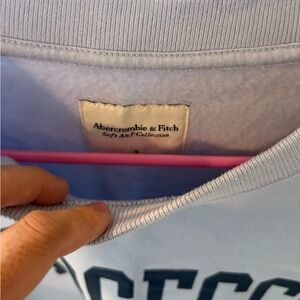 Abercrombie & Fitch
Soft A&F Collection
S